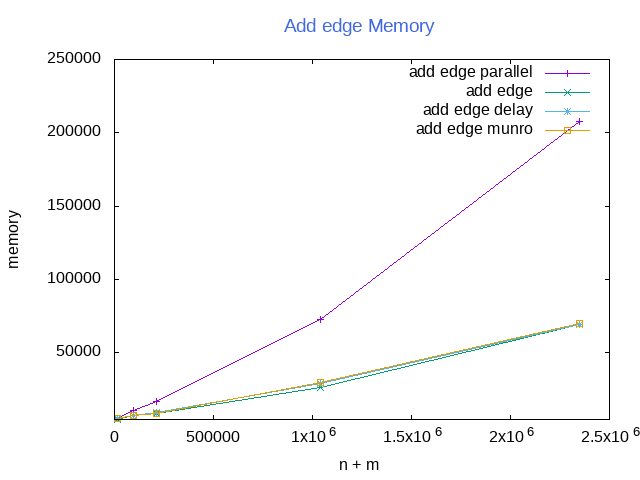 Add edge Memory
250000
200000
150000
100000
50000
memory
add edge parallel
add edge
add edge delay
add edge munro
0 500000 1x10 6 1.5x10 6 2x10 6 2.5x10 6
n + m